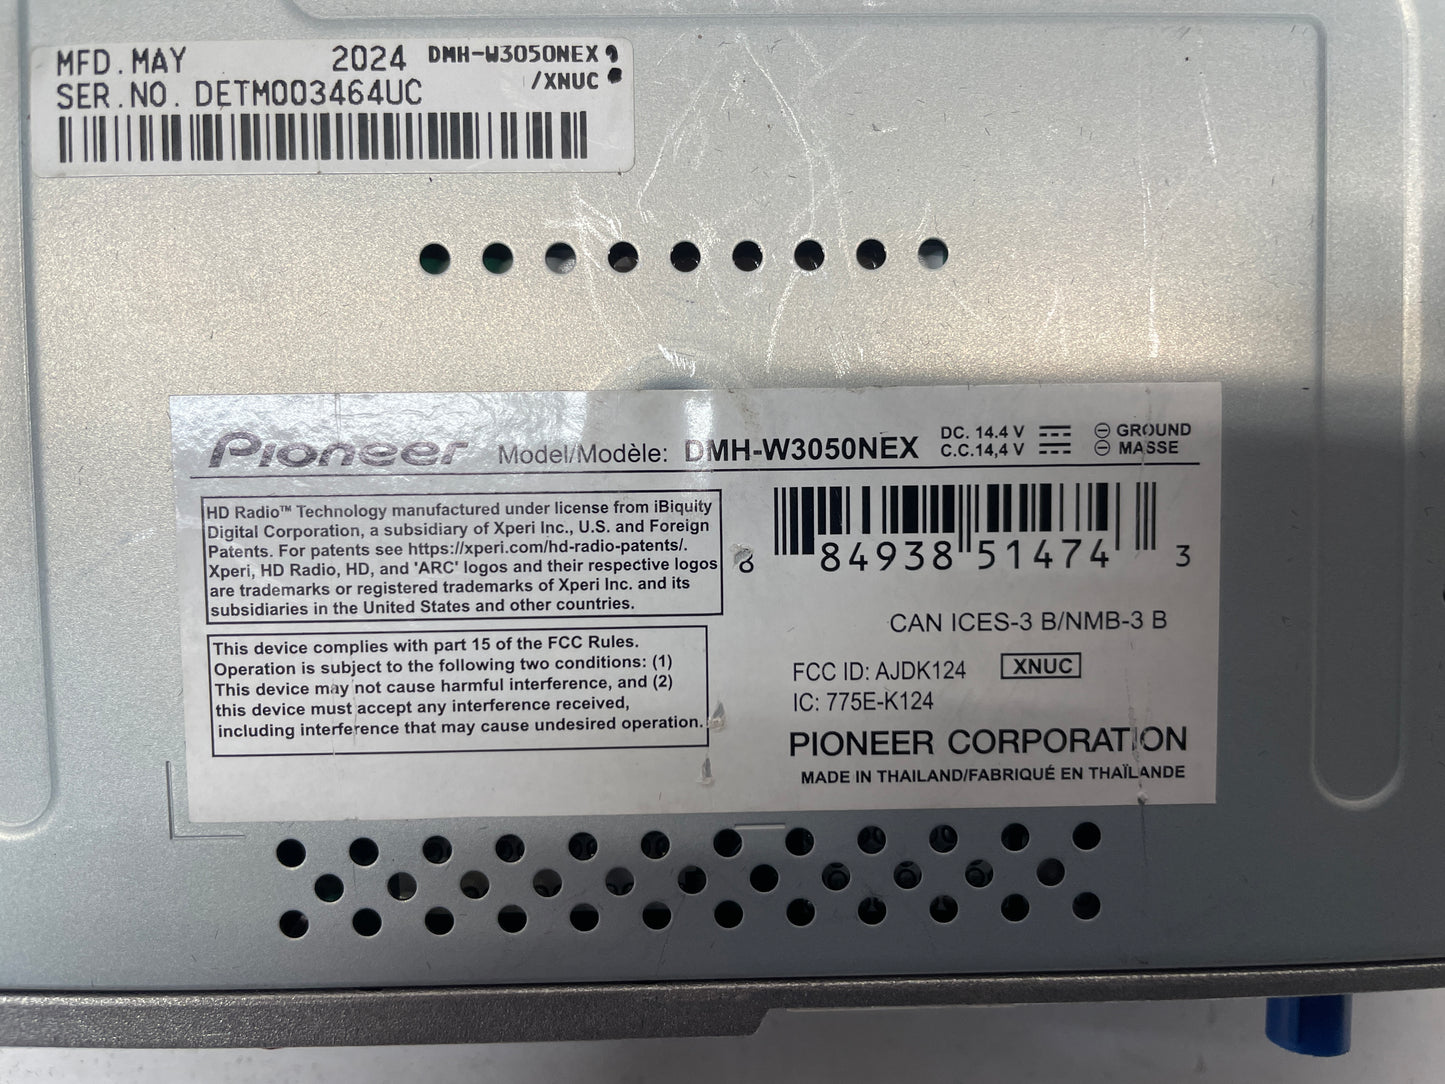 MFD. MAY 2024 DMH-W3050NEX
/XNUC
SER.NO. DETM003464UC
Pioneer Model/Modèle: DMH-W3050NEX
DC. 14.4 V GROUND
C.C.14,4 V MASSE
HD Radio™ Technology manufactured under license from iBiquity
Digital Corporation, a subsidiary of Xperi Inc., U.S. and Foreign
Patents. For patents see https://xperi.com/hd-radio-patents/.
Xperi, HD Radio, HD, and 'ARC' logos and their respective logos
are trademarks or registered trademarks of Xperi Inc. and its
subsidiaries in the United States and other countries.
This device complies with part 15 of the FCC Rules.
Operation is subject to the following two conditions: (1)
This device may not cause harmful interference, and (2)
this device must accept any interference received,
including interference that may cause undesired operation.
8 84938 51474 3
CAN ICES-3 B/NMB-3 B
FCC ID: AJDK124 XNUC
IC: 775E-K124
PIONEER CORPORATION
MADE IN THAILAND/FABRIQUÉ EN THAÏLANDE